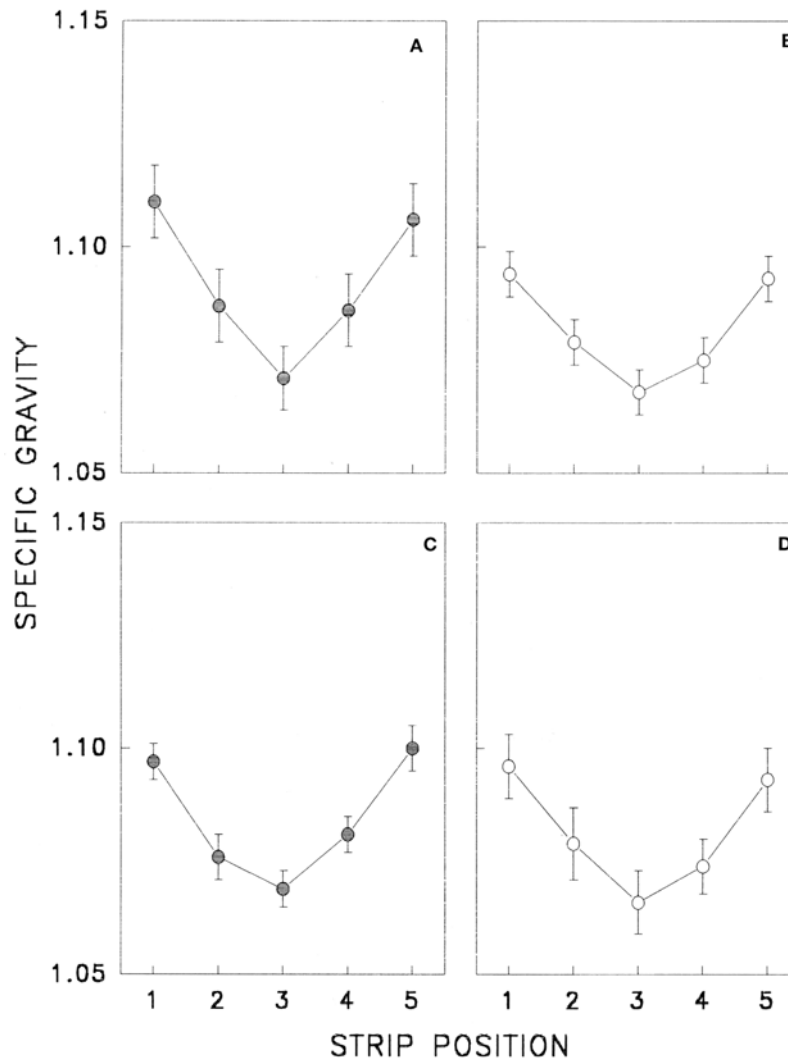 1.15
A
B
1.10
1.05
SPECIFIC GRAVITY
1.15
C
D
1.10
1.05
1 2 3 4 5 1 2 3 4 5
STRIP POSITION